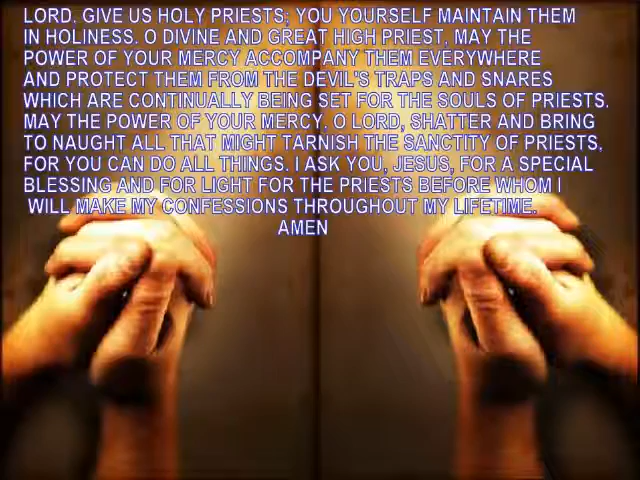 LORD. GIVE US HOLY PRIESTS; YOU YOURSELF MAINTAIN THEM
IN HOLINESS. O DIVINE AND GREAT HIGH PRIEST, MAY THE
POWER OF YOUR MERCY ACCOMPANY THEM EVERYWHERE
AND PROTECT THEM FROM THE DEVIL'S TRAPS AND SNARES
WHICH ARE CONTINUALLY BEING SET FOR THE SOULS OF PRIESTS.
MAY THE POWER OF YOUR MERCY, O LORD, SHATTER AND BRING
TO NAUGHT ALL THAT MIGHT TARNISH THE SANCTITY OF PRIESTS,
FOR YOU CAN DO ALL THINGS. I ASK YOU, JESUS, FOR A SPECIAL
BLESSING AND FOR LIGHT FOR THE PRIESTS BEFORE WHOM I
WILL MAKE MY CONFESSIONS THROUGHOUT MY LIFETIME.
AMEN